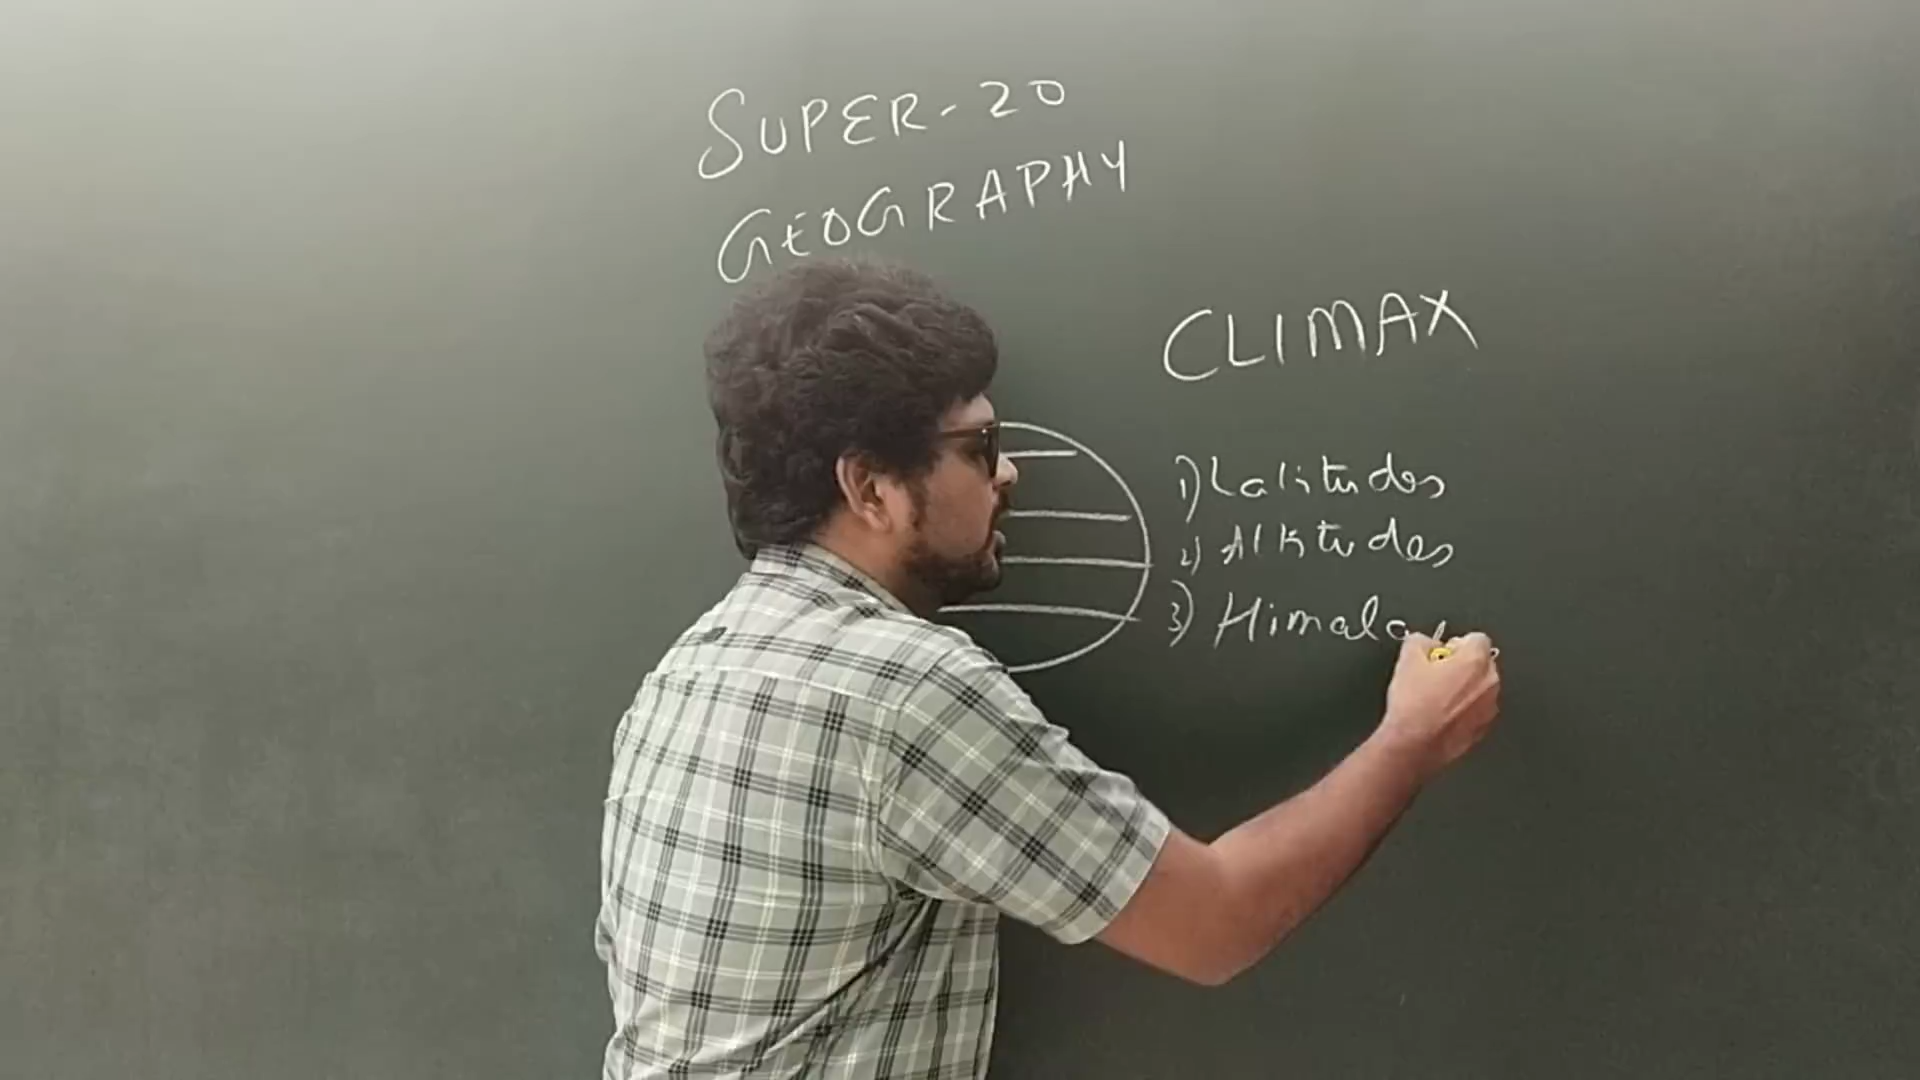 SUPER-20
GEOGRAPHY
CLIMAX
1) Latitudes
2) Altitudes
3) Himala